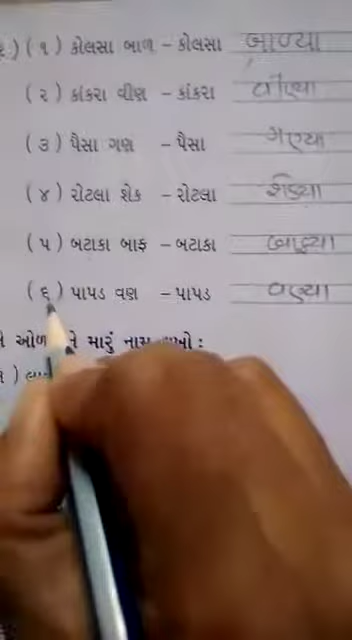 (૧) કોલસા બાળ - કોલસા બાળ્યા
(૨) કાંકરા વીણ - કાંકરા વીણ્યા
(૩) પૈસા ગણ - પૈસા ગણ્યા
(૪) રોટલા શેક - રોટલા શેક્યા
(૫) બટાકા બાફ - બટાકા બાફ્યા
(૬) પાપડ વણ - પાપડ વણ્યા
મારું નામ